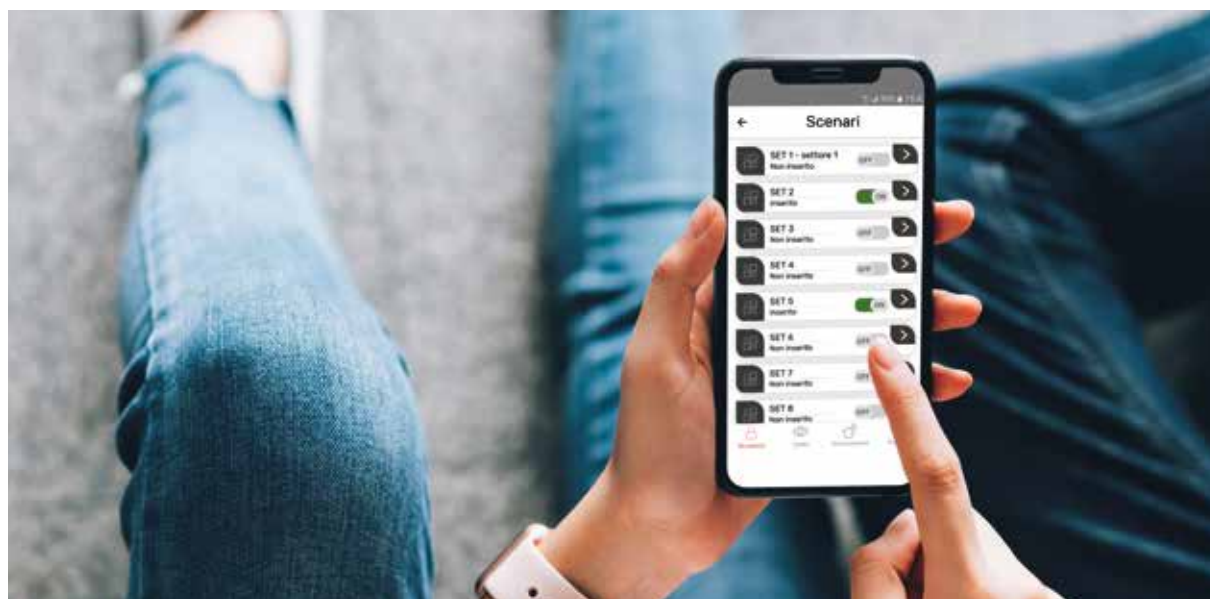 ←
Scenari
SET 1 - settore 1
Non inserito
OFF
SET 2
Inserito
ON
SET 3
Non inserito
OFF
SET 4
Non inserito
OFF
SET 5
Inserito
ON
SET 6
Non inserito
OFF
SET 7
Non inserito
OFF
SET 8
Non inserito
OFF